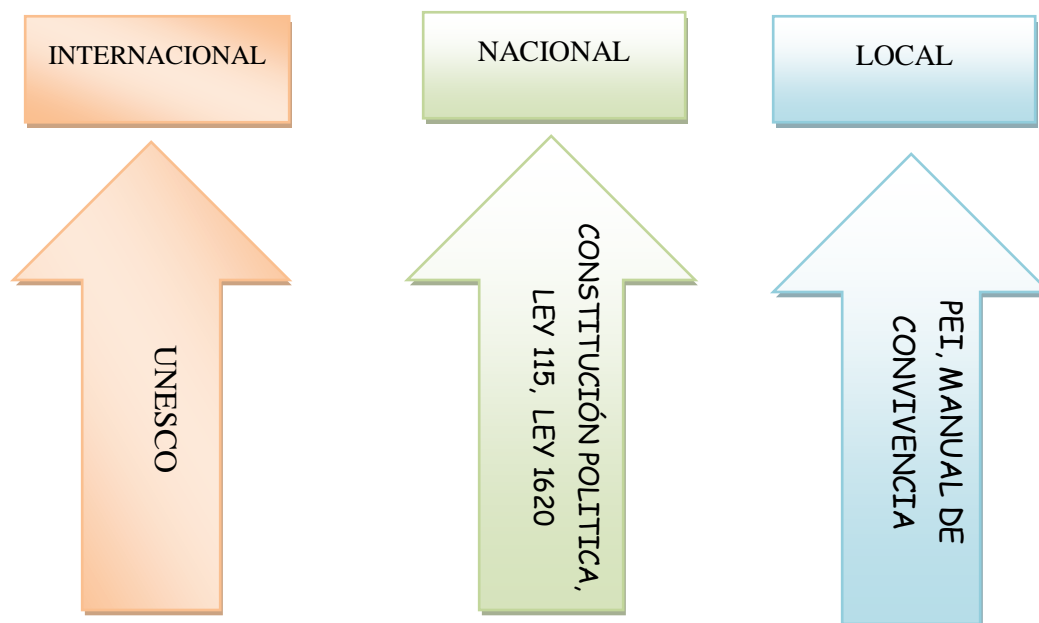 INTERNACIONAL
NACIONAL
LOCAL
UNESCO
CONSTITUCIÓN POLITICA,
LEY 115, LEY 1620
PEI, MANUAL DE
CONVIVENCIA